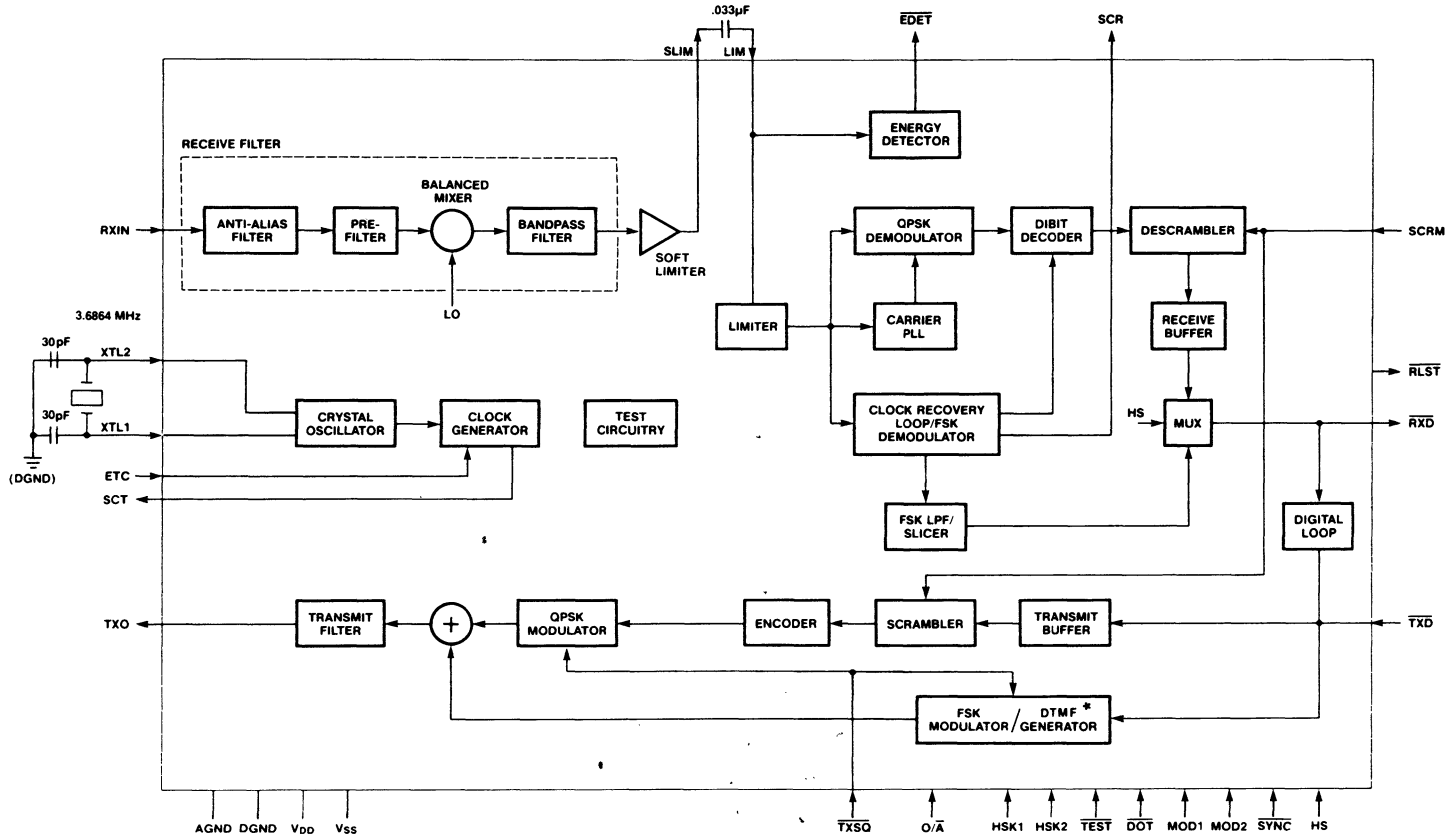 .033µF
SLIM
LIM
EDET
SCR
ENERGY
DETECTOR
RECEIVE FILTER
BALANCED
MIXER
RXIN
ANTI-ALIAS
FILTER
PRE-
FILTER
BANDPASS
FILTER
SOFT
LIMITER
LO
QPSK
DEMODULATOR
DIBIT
DECODER
DESCRAMBLER
SCRM
LIMITER
CARRIER
PLL
RECEIVE
BUFFER
3.6864 MHz
30pF
XTL2
30pF
XTL1
(DGND)
CRYSTAL
OSCILLATOR
CLOCK
GENERATOR
TEST
CIRCUITRY
CLOCK RECOVERY
LOOP/FSK
DEMODULATOR
HS
MUX
RLST
RXD
ETC
SCT
FSK LPF/
SLICER
DIGITAL
LOOP
TXO
TRANSMIT
FILTER
+
QPSK
MODULATOR
ENCODER
SCRAMBLER
TRANSMIT
BUFFER
TXD
FSK
MODULATOR / DTMF *
GENERATOR
AGND
DGND
VDD
VSS
TXSQ
O/A
HSK1
HSK2
TEST
DOT
MOD1
MOD2
SYNC
HS